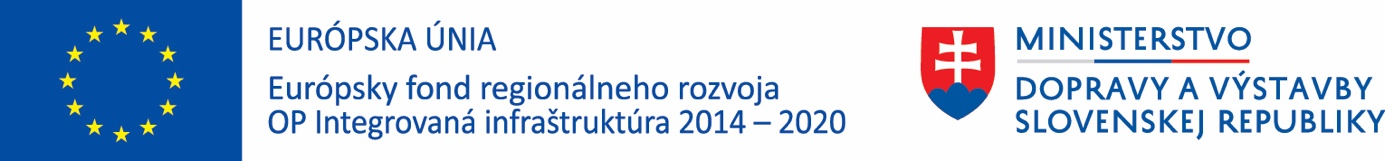 EURÓPSKA ÚNIA
Európsky fond regionálneho rozvoja
OP Integrovaná infraštruktúra 2014 – 2020
MINISTERSTVO
DOPRAVY A VÝSTAVBY
SLOVENSKEJ REPUBLIKY